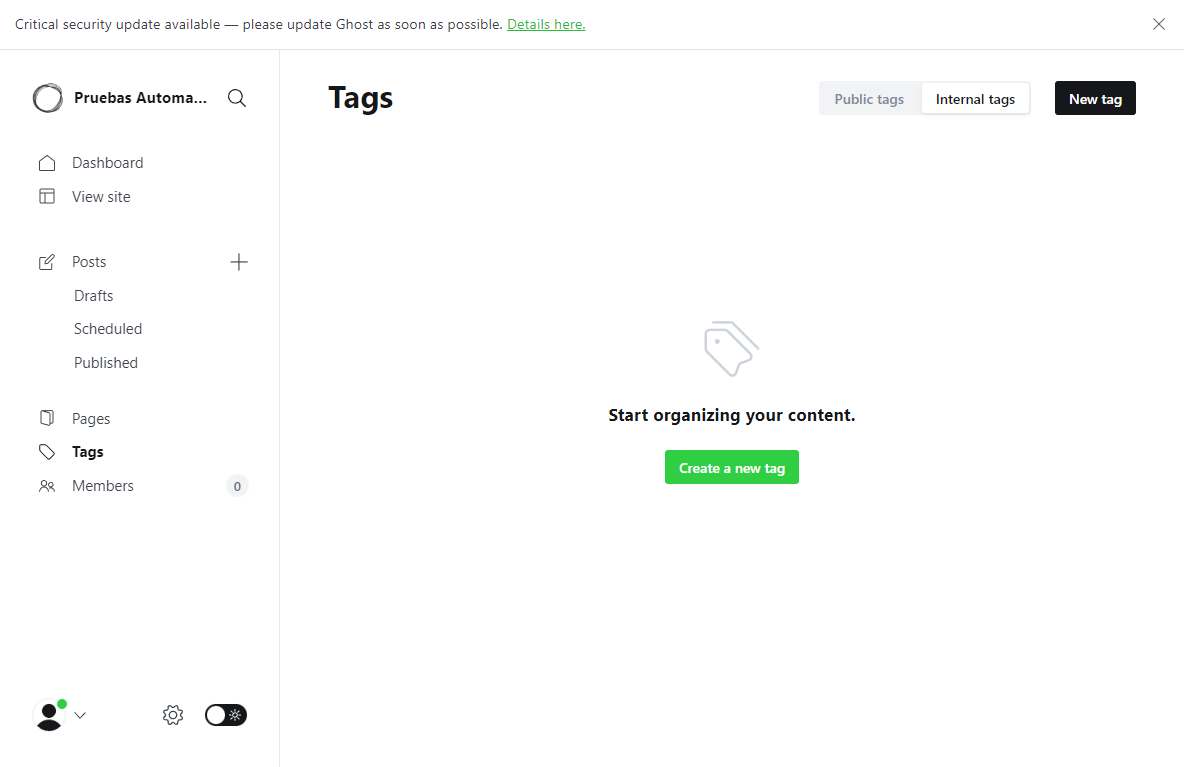 Critical security update available — please update Ghost as soon as possible. Details here.
Pruebas Automa...
Dashboard
View site
Posts
Drafts
Scheduled
Published
Pages
Tags
Members 0
Tags
Public tags Internal tags New tag
Start organizing your content.
Create a new tag